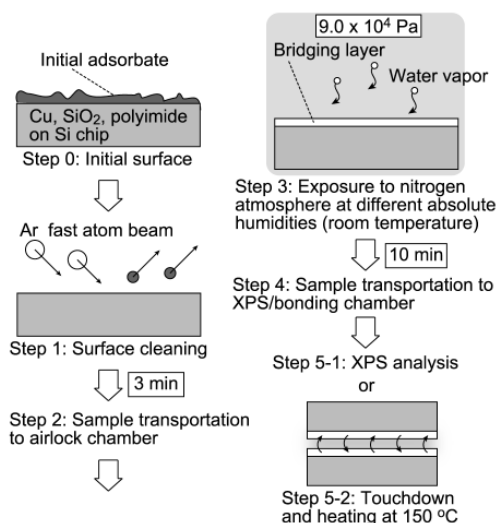 Initial adsorbate
Cu, SiO₂, polyimide
on Si chip
Step 0: Initial surface
Ar fast atom beam
Step 1: Surface cleaning
3 min
Step 2: Sample transportation
to airlock chamber
9.0 x 10⁴ Pa
Bridging layer
Water vapor
Step 3: Exposure to nitrogen
atmosphere at different absolute
humidities (room temperature)
10 min
Step 4: Sample transportation to
XPS/bonding chamber
Step 5-1: XPS analysis
or
Step 5-2: Touchdown
and heating at 150 ºC